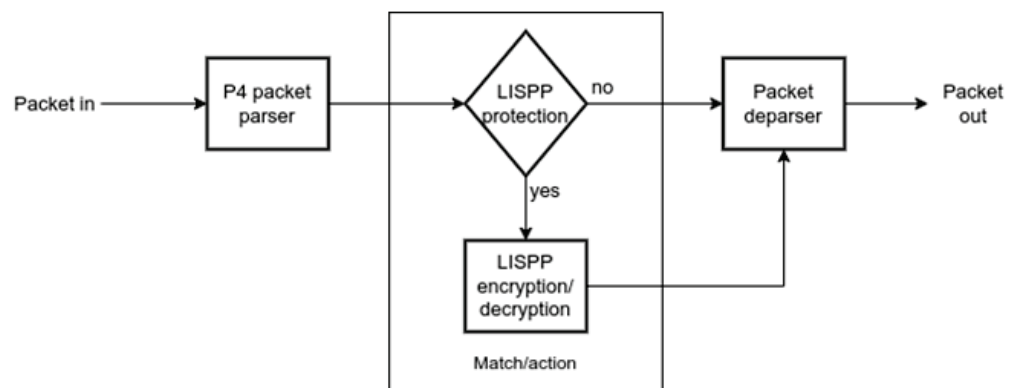 Packet in
P4 packet
parser
LISPP
protection
no
yes
LISPP
encryption/
decryption
Match/action
Packet
deparser
Packet
out